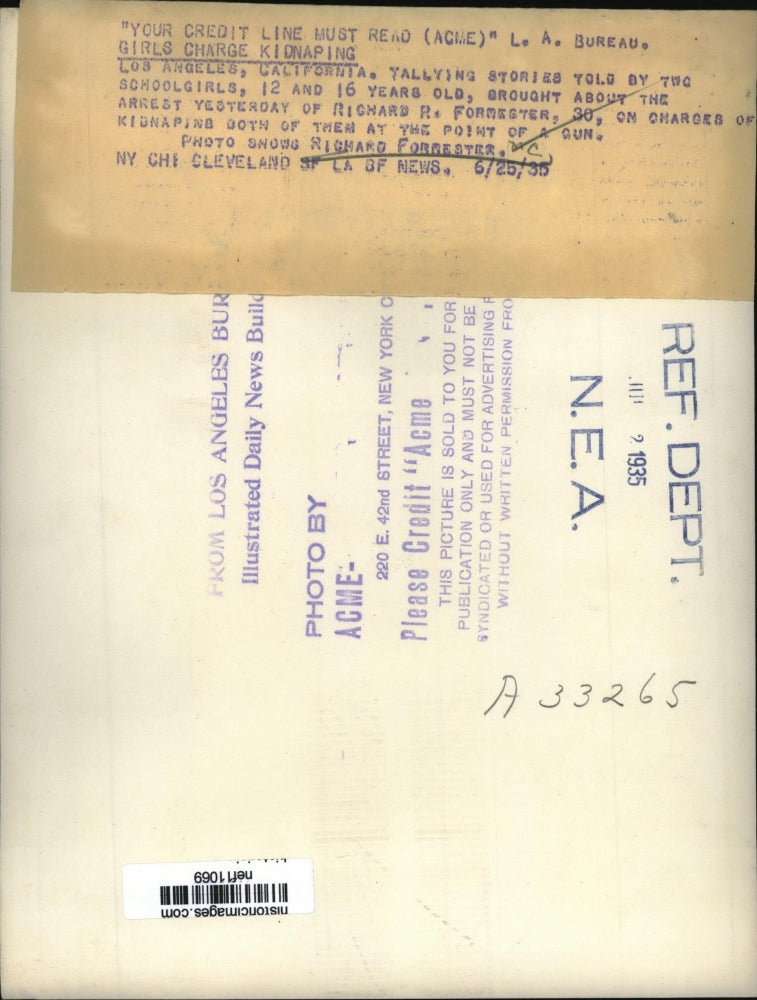 "YOUR CREDIT LINE MUST READ (ACME)" L. A. BUREAU.
GIRLS CHARGE KIDNAPING
LOS ANGELES, CALIFORNIA. TALLYING STORIES TOLD BY TWO
SCHOOLGIRLS, 12 AND 16 YEARS OLD, BROUGHT ABOUT THE
ARREST YESTERDAY OF RICHARD R. FORRESTER, 30, ON CHARGES OF
KIDNAPING BOTH OF THEM AT THE POINT OF A GUN.
PHOTO SHOWS RICHARD FORRESTER.
NY CHI CLEVELAND SF LA SF NEWS. 6/25/35
FROM LOS ANGELES BUR
Illustrated Daily News Build
PHOTO BY
ACME-
220 E. 42nd STREET, NEW YORK C
Please Credit "Acme
THIS PICTURE IS SOLD TO YOU FOR
PUBLICATION ONLY AND MUST NOT BE
SYNDICATED OR USED FOR ADVERTISING P
WITHOUT WRITTEN PERMISSION FRO
N.E.A.
2 1935
REF. DEPT.
A 33265
historicimages.com
nef11069